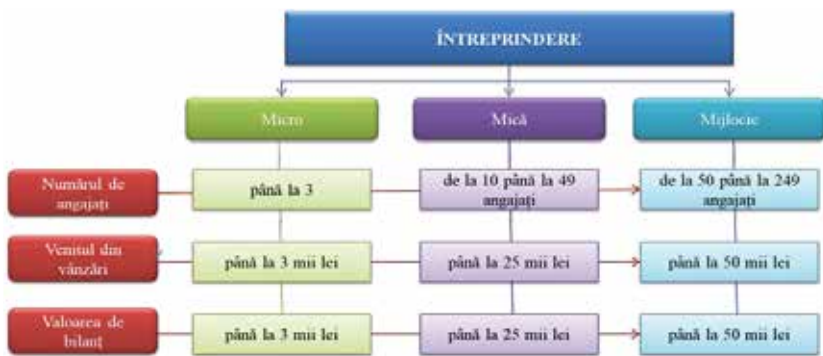 ÎNTREPRINDERE
Micro
Mică
Mijlocie
Numărul de
angajați
până la 3
de la 10 până la 49
angajați
de la 50 până la 249
angajați
Venitul din
vânzări
până la 3 mii lei
până la 25 mii lei
până la 50 mii lei
Valoarea de
bilanț
până la 3 mii lei
până la 25 mii lei
până la 50 mii lei